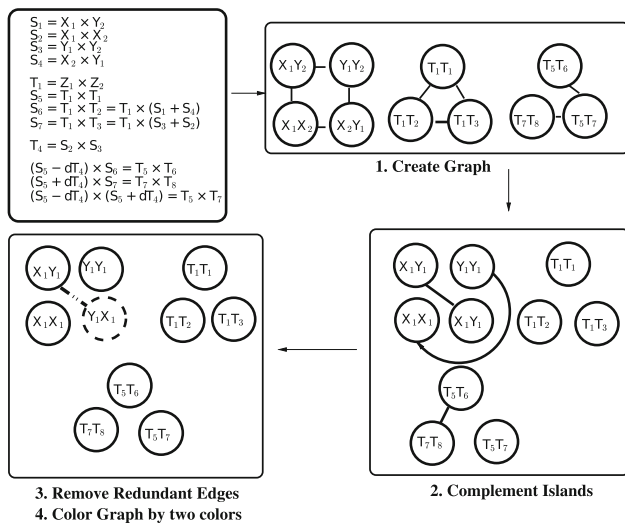 S₁ = X₁ × Y₂
S₂ = X₁ × X₂
S₃ = Y₁ × Y₂
S₄ = X₂ × Y₁
T₁ = Z₁ × Z₂
S₅ = T₁ × T₁
S₆ = T₁ × T₂ = T₁ × (S₁ + S₄)
S₇ = T₁ × T₃ = T₁ × (S₃ + S₂)
T₄ = S₂ × S₃
(S₅ − dT₄) × S₆ = T₅ × T₆
(S₅ + dT₄) × S₇ = T₇ × T₈
(S₅ − dT₄) × (S₅ + dT₄) = T₅ × T₇
X₁Y₂ Y₁Y₂ T₁T₁ T₅T₆
X₁X₂ X₂Y₁ T₁T₂ T₁T₃ T₇T₈ T₅T₇
1. Create Graph
X₁Y₁ Y₁Y₁ T₁T₁
X₁X₁ X₁Y₁ T₁T₂ T₁T₃
T₅T₆
T₇T₈ T₅T₇
2. Complement Islands
X₁Y₁ Y₁Y₁ T₁T₁
X₁X₁ Y₁X₁ T₁T₂ T₁T₃
T₅T₆
T₇T₈ T₅T₇
3. Remove Redundant Edges
4. Color Graph by two colors